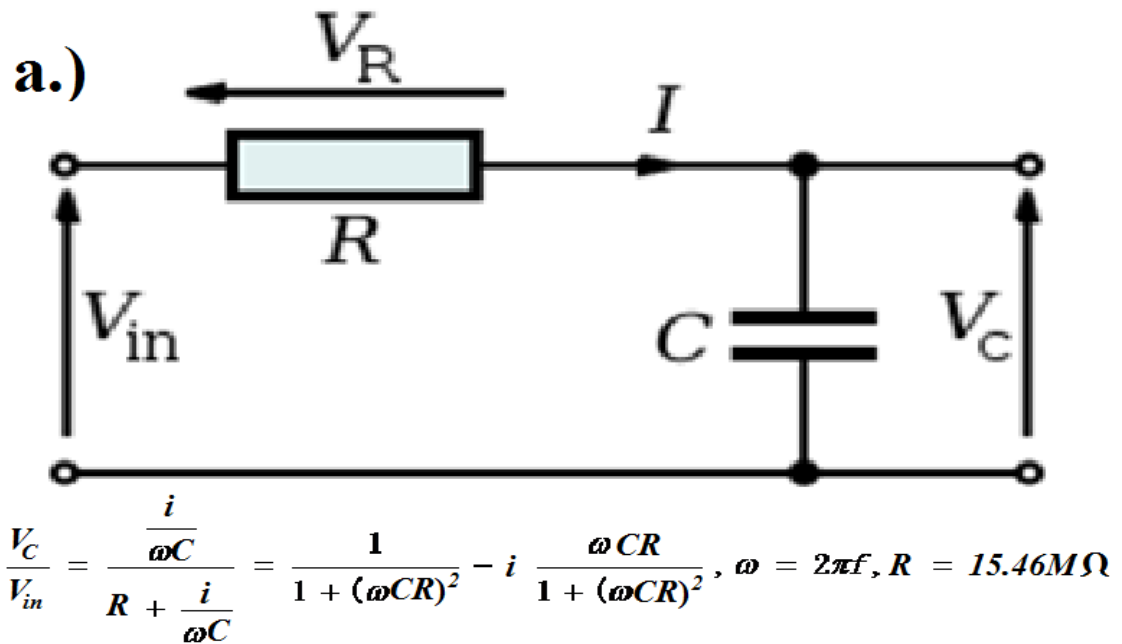 a.)
V_R
I
R
V_in
C
V_C
V_C/V_in = (i/ωC)/(R + i/ωC) = 1/(1 + (ωCR)²) − i ωCR/(1 + (ωCR)²), ω = 2πf, R = 15.46MΩ